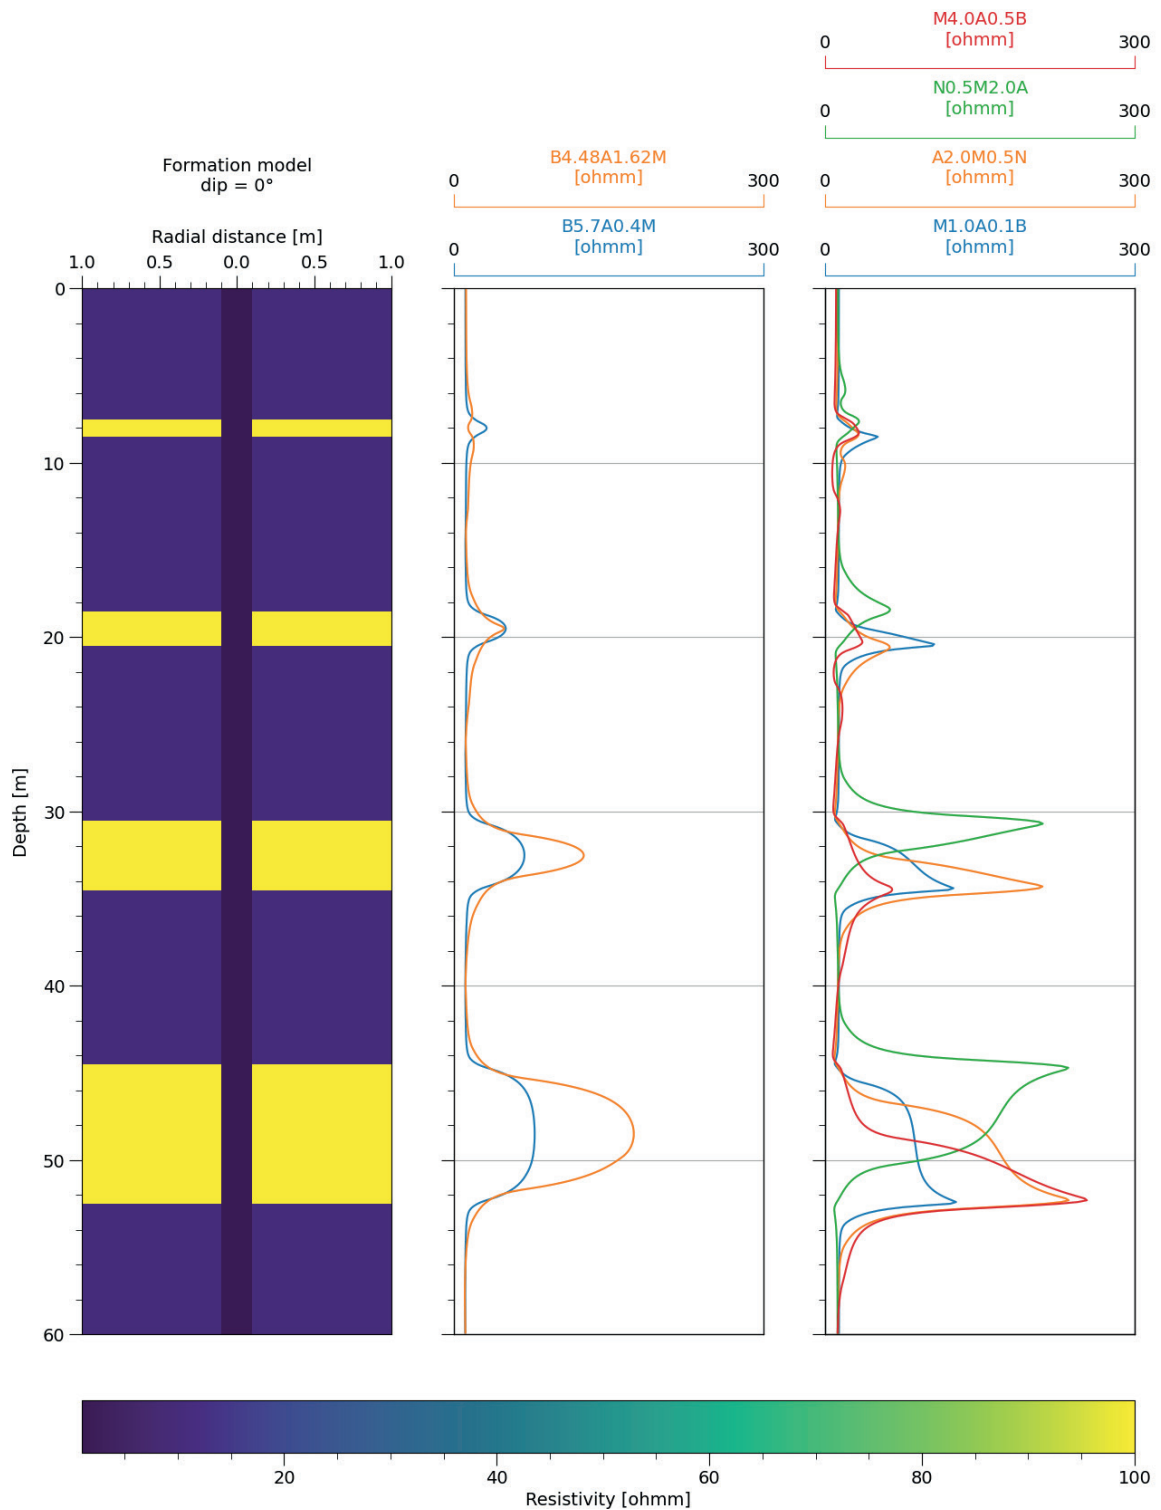 M4.0A0.5B
0 [ohmm] 300
N0.5M2.0A
0 [ohmm] 300
Formation model
dip = 0°
B4.48A1.62M
0 [ohmm] 300
A2.0M0.5N
0 [ohmm] 300
Radial distance [m]
1.0 0.5 0.0 0.5 1.0
B5.7A0.4M
0 [ohmm] 300
M1.0A0.1B
0 [ohmm] 300
0
10
20
30
40
50
60
Depth [m]
20 40 60 80 100
Resistivity [ohmm]